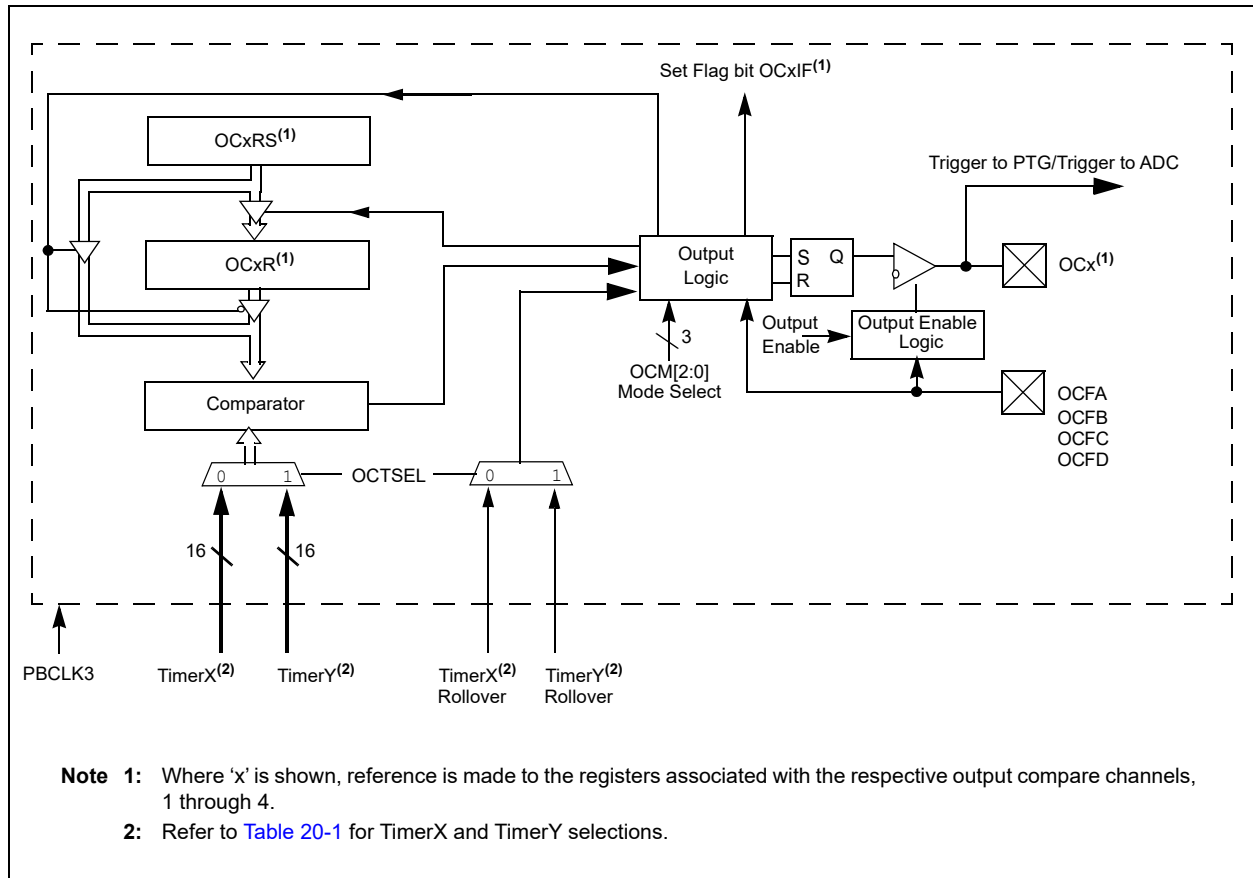 Set Flag bit OCxIF(1)
OCxRS(1)
Trigger to PTG/Trigger to ADC
OCxR(1)
Output
Logic
S Q
R
OCx(1)
Output
Enable
Output Enable
Logic
3
OCM[2:0]
Mode Select
Comparator
OCFA
OCFB
OCFC
OCFD
0 1
OCTSEL
0 1
16
16
PBCLK3
TimerX(2)
TimerY(2)
TimerX(2)
Rollover
TimerY(2)
Rollover
Note 1: Where ‘x’ is shown, reference is made to the registers associated with the respective output compare channels,
1 through 4.
2: Refer to Table 20-1 for TimerX and TimerY selections.